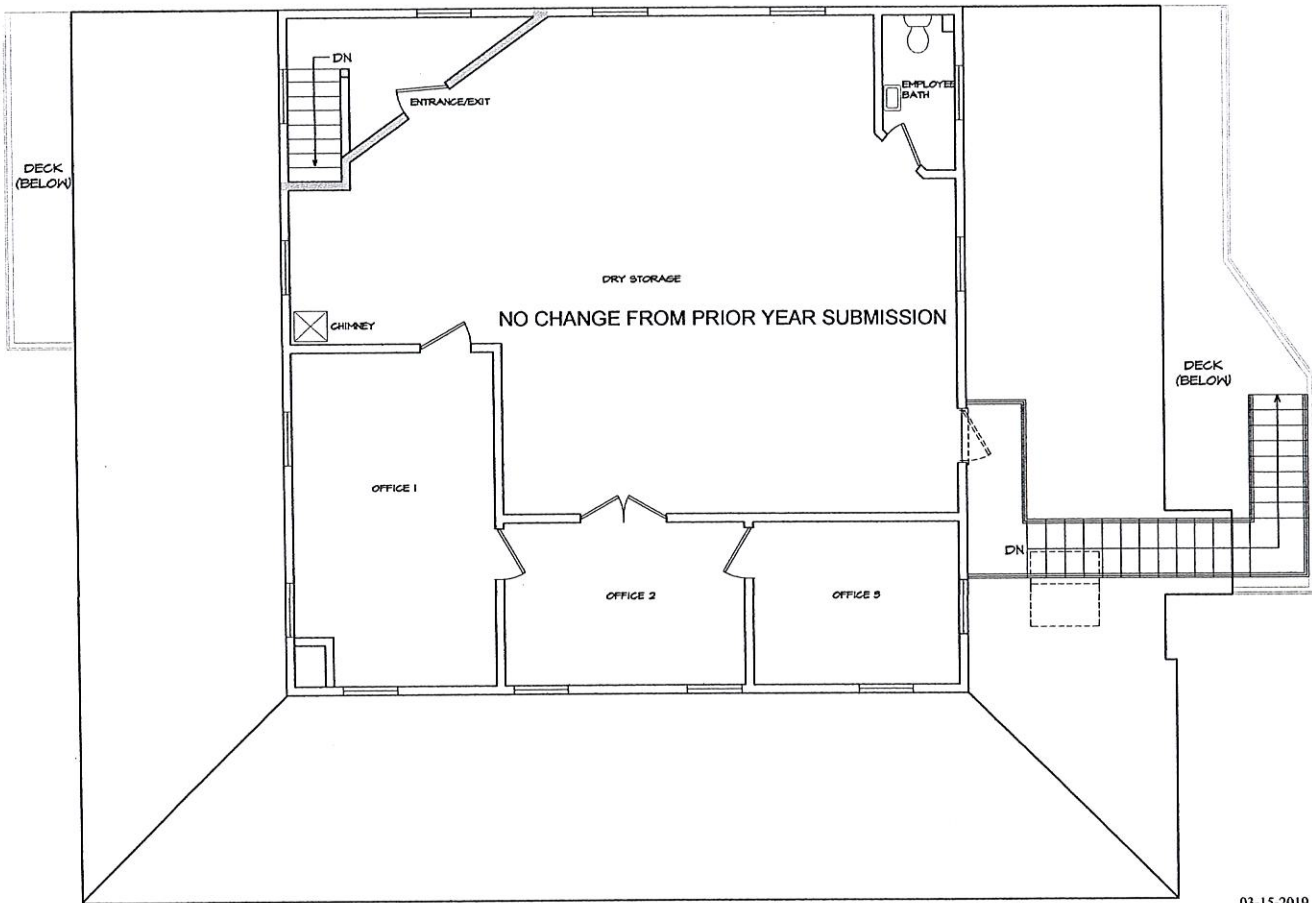 DN
ENTRANCE/EXIT
EMPLOYEE
BATH
DECK
(BELOW)
DRY STORAGE
NO CHANGE FROM PRIOR YEAR SUBMISSION
CHIMNEY
DECK
(BELOW)
OFFICE 1
DN
OFFICE 2
OFFICE 3
03-15-2019